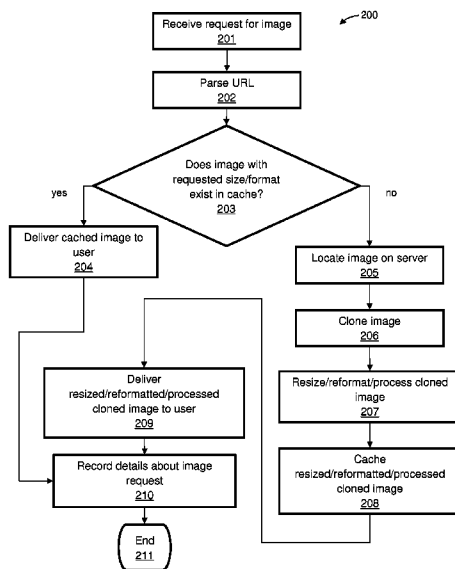 Receive request for image
201
200
Parse URL
202
Does image with
requested size/format
exist in cache?
203
yes
no
Deliver cached image to
user
204
Locate image on server
205
Clone image
206
Resize/reformat/process cloned
image
207
Cache
resized/reformatted/processed
cloned image
208
Deliver
resized/reformatted/processed
cloned image to user
209
Record details about image
request
210
End
211